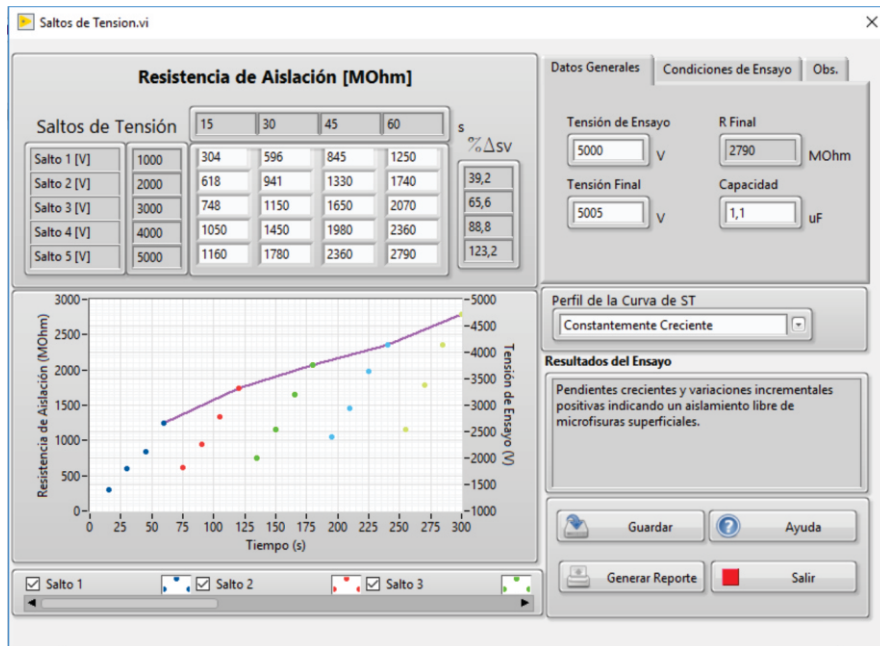 Saltos de Tension.vi
Resistencia de Aislación [MOhm]
Saltos de Tensión
15 30 45 60 s
%Δsv
Salto 1 [V] 1000 304 596 845 1250
Salto 2 [V] 2000 618 941 1330 1740 39,2
Salto 3 [V] 3000 748 1150 1650 2070 65,6
Salto 4 [V] 4000 1050 1450 1980 2360 88,8
Salto 5 [V] 5000 1160 1780 2360 2790 123,2
Datos Generales Condiciones de Ensayo Obs.
Tensión de Ensayo R Final
5000 V 2790 MOhm
Tensión Final Capacidad
5005 V 1,1 uF
Resistencia de Aislación (MOhm)
3000
2500
2000
1500
1000
500
0
5000
4500
4000
3500
3000
2500
2000
1500
1000
Tensión de Ensayo (V)
0 25 50 75 100 125 150 175 200 225 250 275 300
Tiempo (s)
Perfil de la Curva de ST
Constantemente Creciente
Resultados del Ensayo
Pendientes crecientes y variaciones incrementales
positivas indicando un aislamiento libre de
microfisuras superficiales.
Guardar Ayuda
Generar Reporte Salir
Salto 1 Salto 2 Salto 3